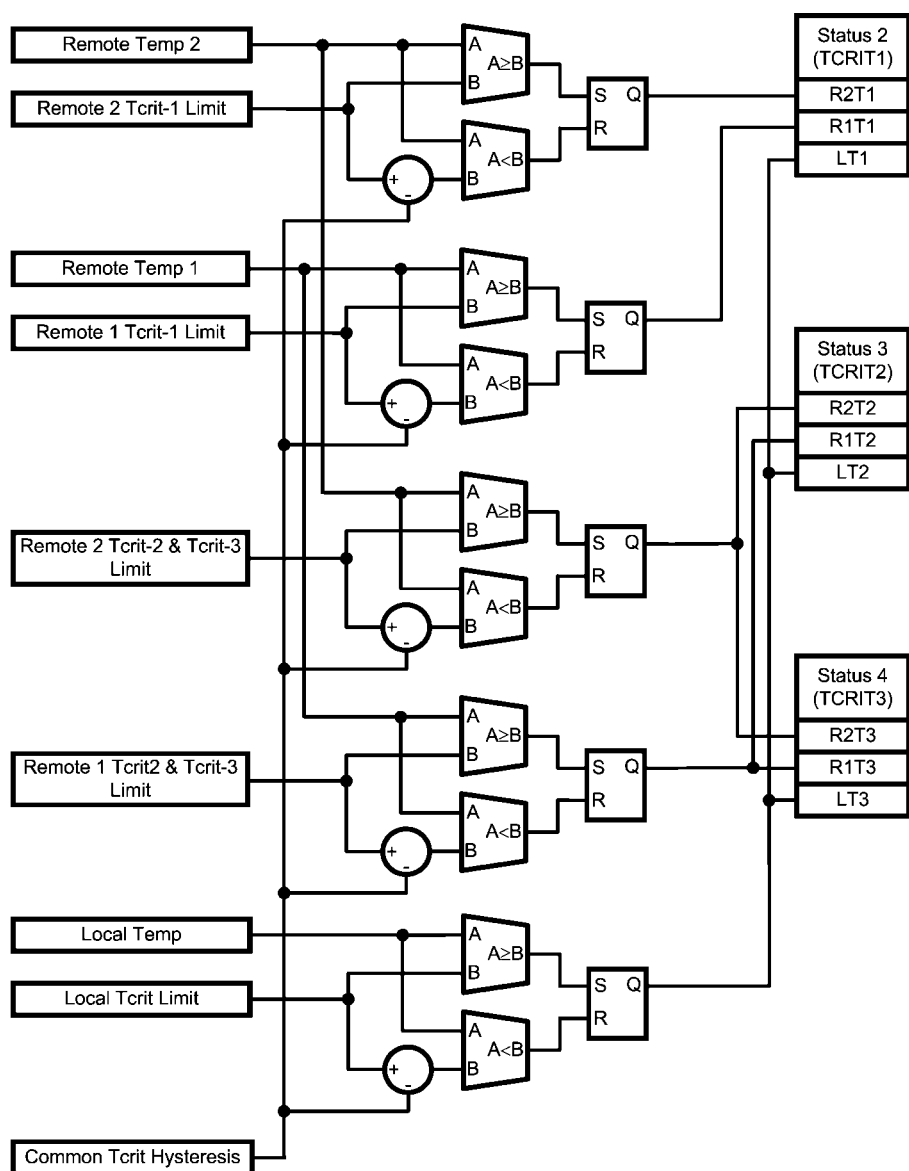 Remote Temp 2
Remote 2 Tcrit-1 Limit
A
B
A≥B
A
B
A<B
+
-
S
Q
R
Status 2
(TCRIT1)
R2T1
R1T1
LT1
Remote Temp 1
Remote 1 Tcrit-1 Limit
A
B
A≥B
A
B
A<B
+
-
S
Q
R
Status 3
(TCRIT2)
R2T2
R1T2
LT2
Remote 2 Tcrit-2 & Tcrit-3
Limit
A
B
A≥B
A
B
A<B
+
-
S
Q
R
Status 4
(TCRIT3)
R2T3
R1T3
LT3
Remote 1 Tcrit2 & Tcrit-3
Limit
A
B
A≥B
A
B
A<B
+
-
S
Q
R
Local Temp
Local Tcrit Limit
A
B
A≥B
A
B
A<B
+
-
S
Q
R
Common Tcrit Hysteresis